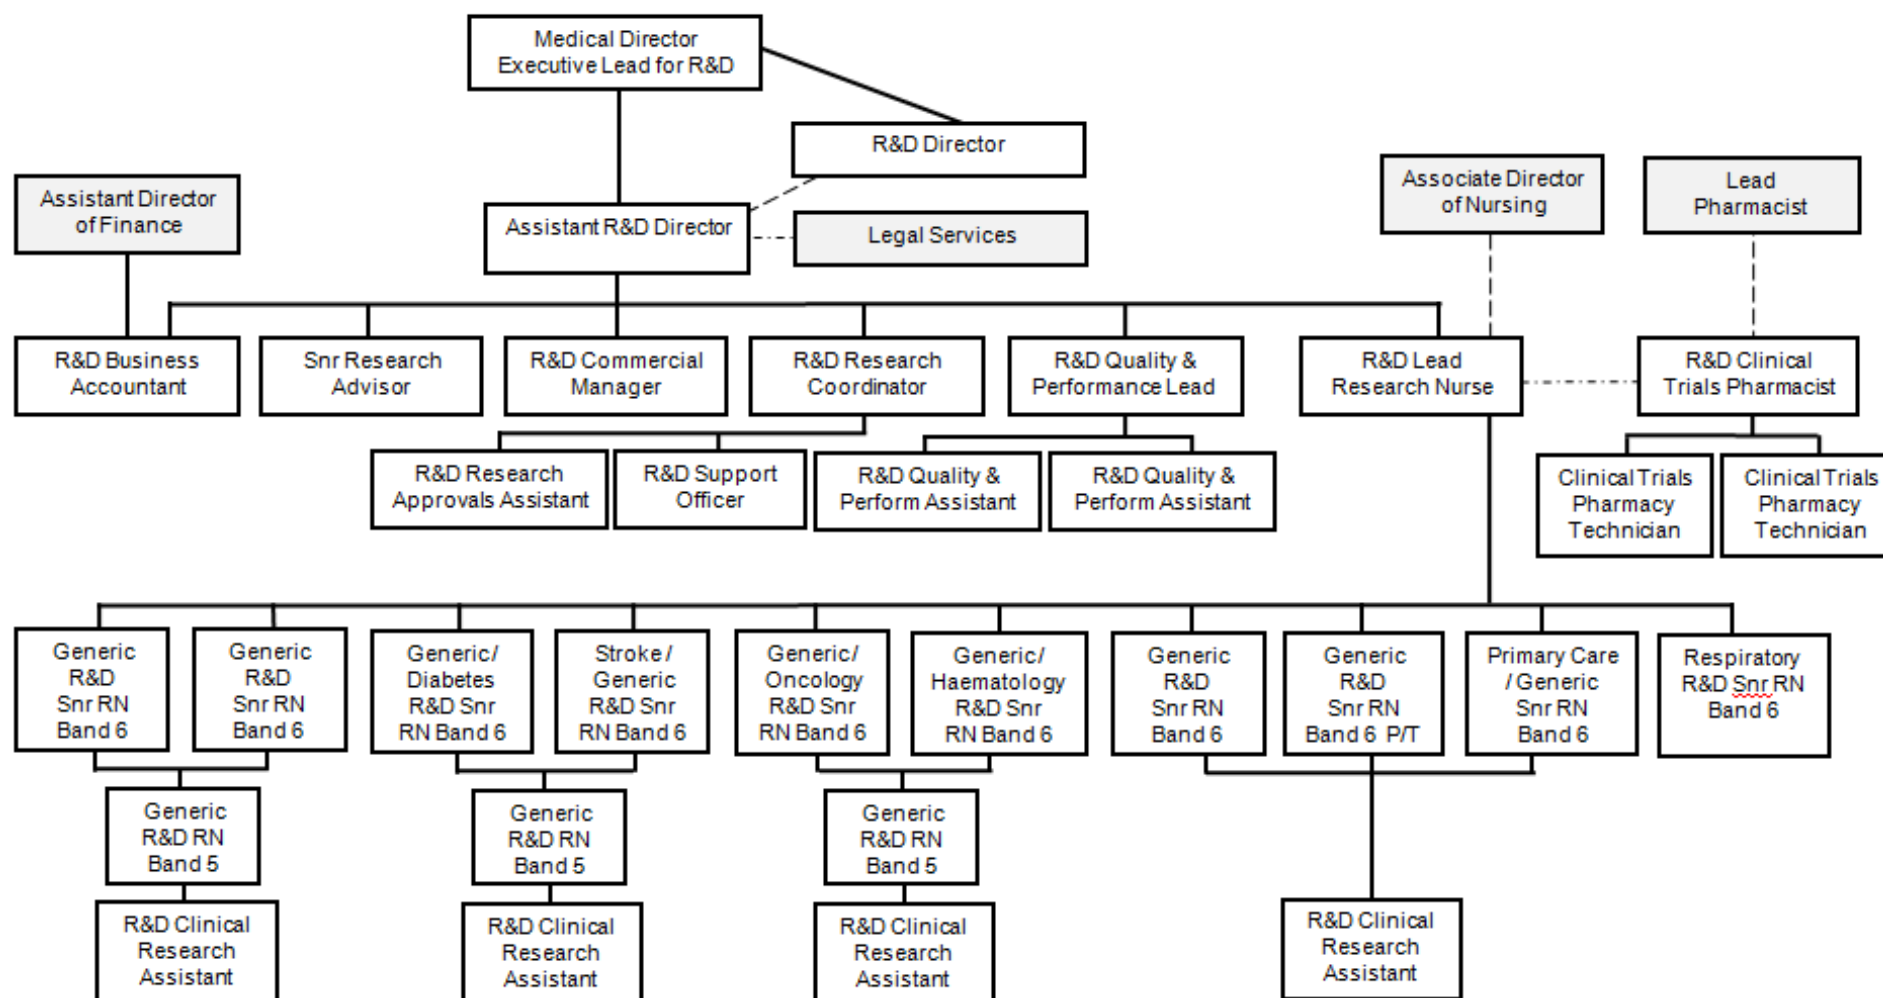 Medical Director
Executive Lead for R&D
R&D Director
Assistant Director
of Finance
Assistant R&D Director
Legal Services
Associate Director
of Nursing
Lead
Pharmacist
R&D Business
Accountant
Snr Research
Advisor
R&D Commercial
Manager
R&D Research
Coordinator
R&D Quality &
Performance Lead
R&D Lead
Research Nurse
R&D Clinical
Trials Pharmacist
R&D Research
Approvals Assistant
R&D Support
Officer
R&D Quality &
Perform Assistant
R&D Quality &
Perform Assistant
Clinical Trials
Pharmacy
Technician
Clinical Trials
Pharmacy
Technician
Generic
R&D
Snr RN
Band 6
Generic
R&D
Snr RN
Band 6
Generic /
Diabetes
R&D Snr
RN Band 6
Stroke /
Generic
R&D Snr
RN Band 6
Generic /
Oncology
R&D Snr
RN Band 6
Generic /
Haematology
R&D Snr
RN Band 6
Generic
R&D
Snr RN
Band 6
Generic
R&D
Snr RN
Band 6 P/T
Primary Care
/ Generic
Snr RN
Band 6
Respiratory
R&D Snr RN
Band 6
Generic
R&D RN
Band 5
Generic
R&D RN
Band 5
Generic
R&D RN
Band 5
R&D Clinical
Research
Assistant
R&D Clinical
Research
Assistant
R&D Clinical
Research
Assistant
R&D Clinical
Research
Assistant